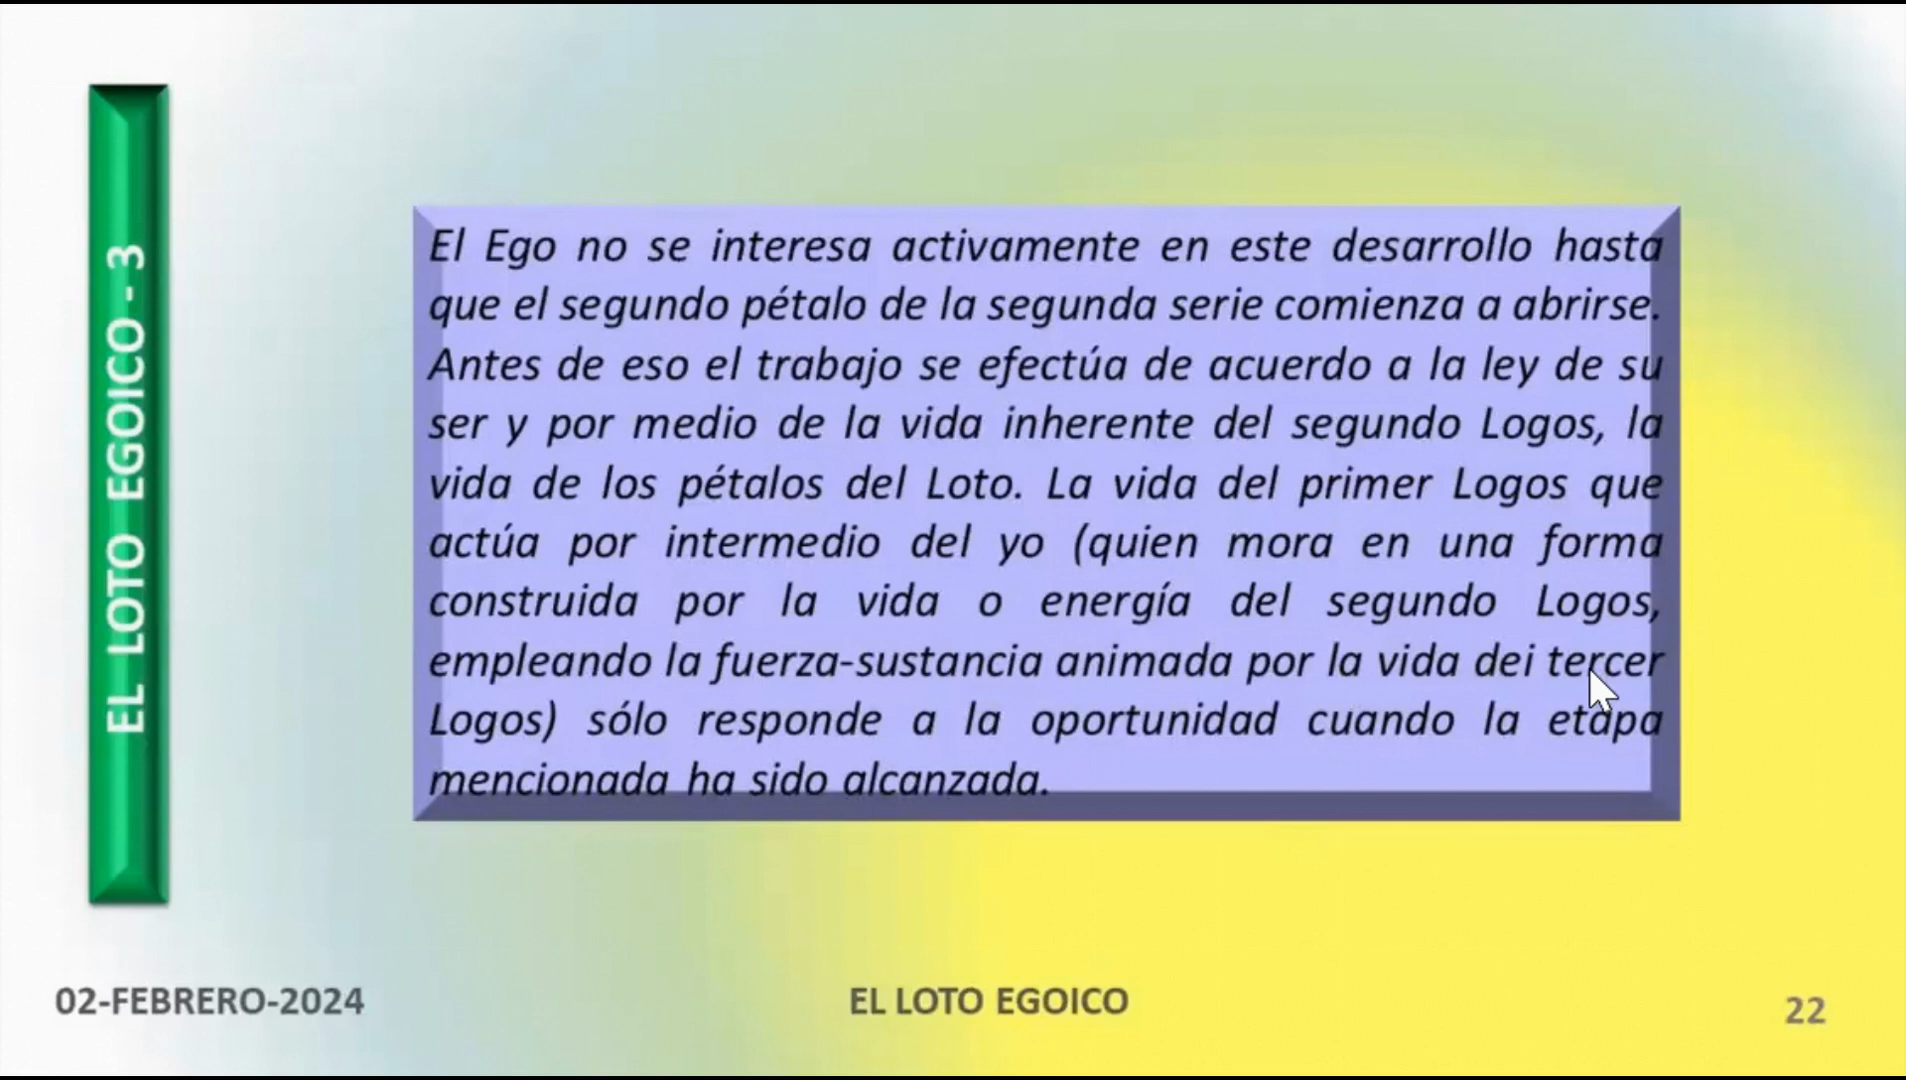 EL LOTO EGOICO - 3
El Ego no se interesa activamente en este desarrollo hasta
que el segundo pétalo de la segunda serie comienza a abrirse.
Antes de eso el trabajo se efectúa de acuerdo a la ley de su
ser y por medio de la vida inherente del segundo Logos, la
vida de los pétalos del Loto. La vida del primer Logos que
actúa por intermedio del yo (quien mora en una forma
construida por la vida o energía del segundo Logos,
empleando la fuerza-sustancia animada por la vida dei tercer
Logos) sólo responde a la oportunidad cuando la etapa
mencionada ha sido alcanzada.
02-FEBRERO-2024
EL LOTO EGOICO
22